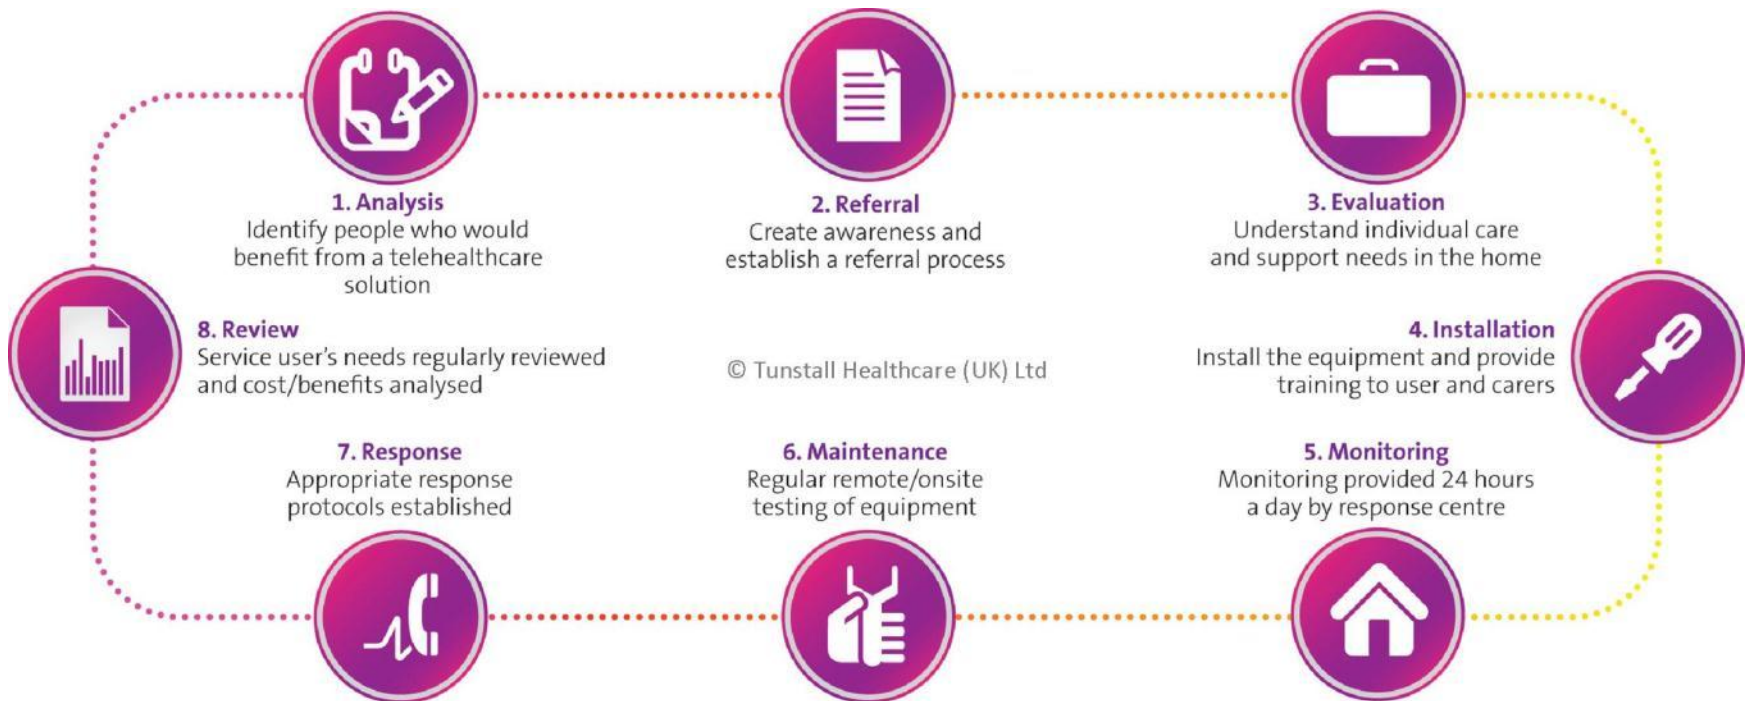 1. Analysis
Identify people who would
benefit from a telehealthcare
solution
2. Referral
Create awareness and
establish a referral process
3. Evaluation
Understand individual care
and support needs in the home
4. Installation
Install the equipment and provide
training to user and carers
5. Monitoring
Monitoring provided 24 hours
a day by response centre
6. Maintenance
Regular remote/onsite
testing of equipment
7. Response
Appropriate response
protocols established
8. Review
Service user's needs regularly reviewed
and cost/benefits analysed
© Tunstall Healthcare (UK) Ltd